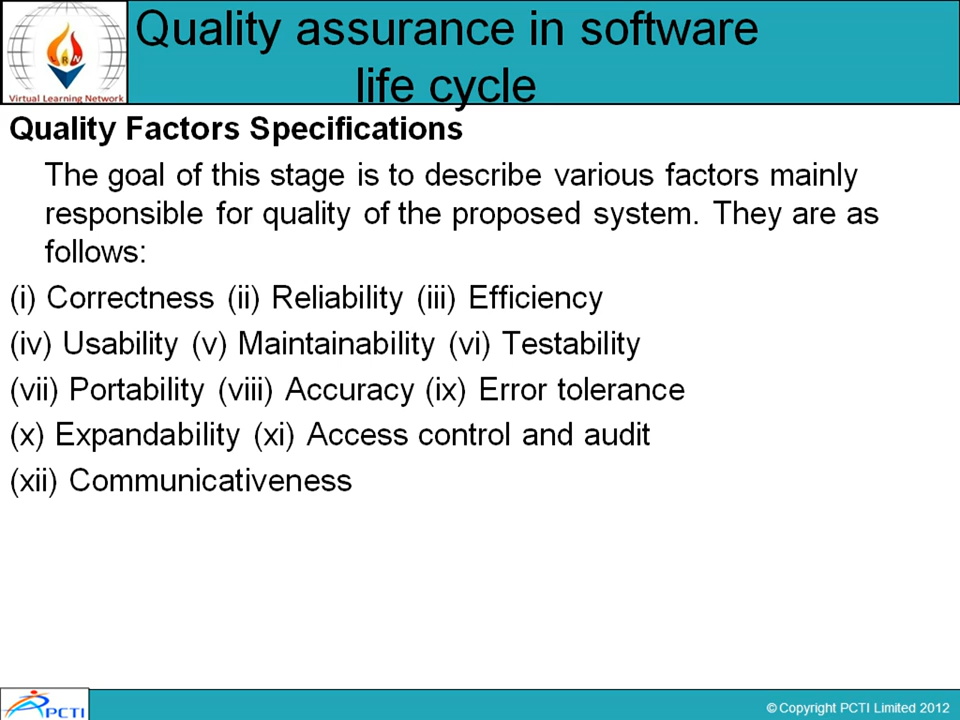 Quality assurance in software
life cycle
Virtual Learning Network
Quality Factors Specifications
The goal of this stage is to describe various factors mainly
responsible for quality of the proposed system. They are as
follows:
(i) Correctness (ii) Reliability (iii) Efficiency
(iv) Usability (v) Maintainability (vi) Testability
(vii) Portability (viii) Accuracy (ix) Error tolerance
(x) Expandability (xi) Access control and audit
(xii) Communicativeness
PCTI
© Copyright PCTI Limited 2012